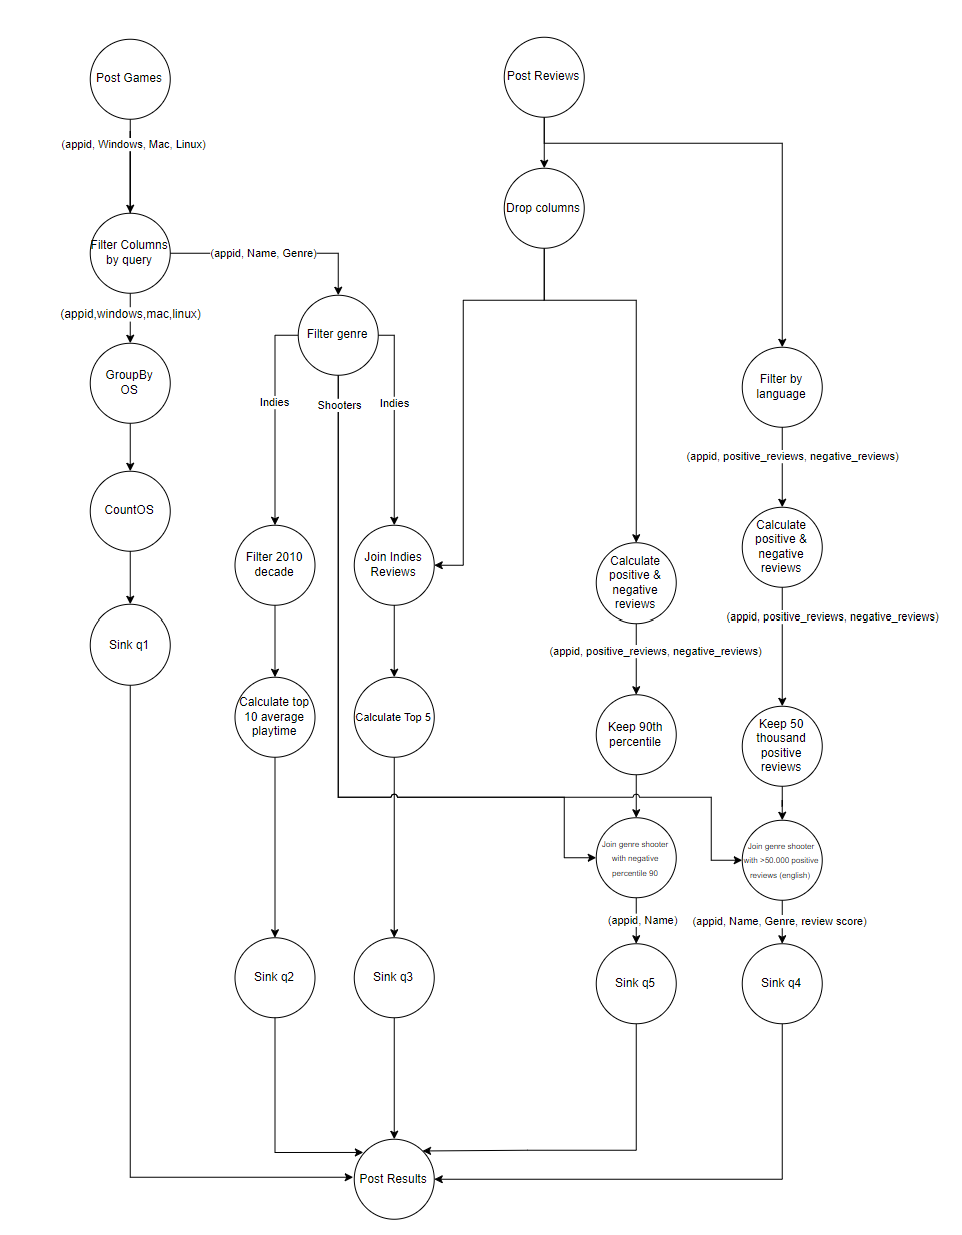 Post Games
Post Reviews
(appid, Windows, Mac, Linux)
Drop columns
Filter Columns
by query
(appid, Name, Genre)
(appid,windows,mac,linux)
Filter genre
GroupBy
OS
Filter by
language
Indies
Shooters
Indies
(appid, positive_reviews, negative_reviews)
CountOS
Calculate
positive &
negative
reviews
Filter 2010
decade
Join Indies
Reviews
Calculate
positive &
negative
reviews
(appid, positive_reviews, negative_reviews)
Sink q1
(appid, positive_reviews, negative_reviews)
Calculate top
10 average
playtime
Calculate Top 5
Keep 90th
percentile
Keep 50
thousand
positive
reviews
Join genre shooter
with negative
percentile 90
Join genre shooter
with >50.000 positive
reviews (english)
(appid, Name)
(appid, Name, Genre, review score)
Sink q2
Sink q3
Sink q5
Sink q4
Post Results